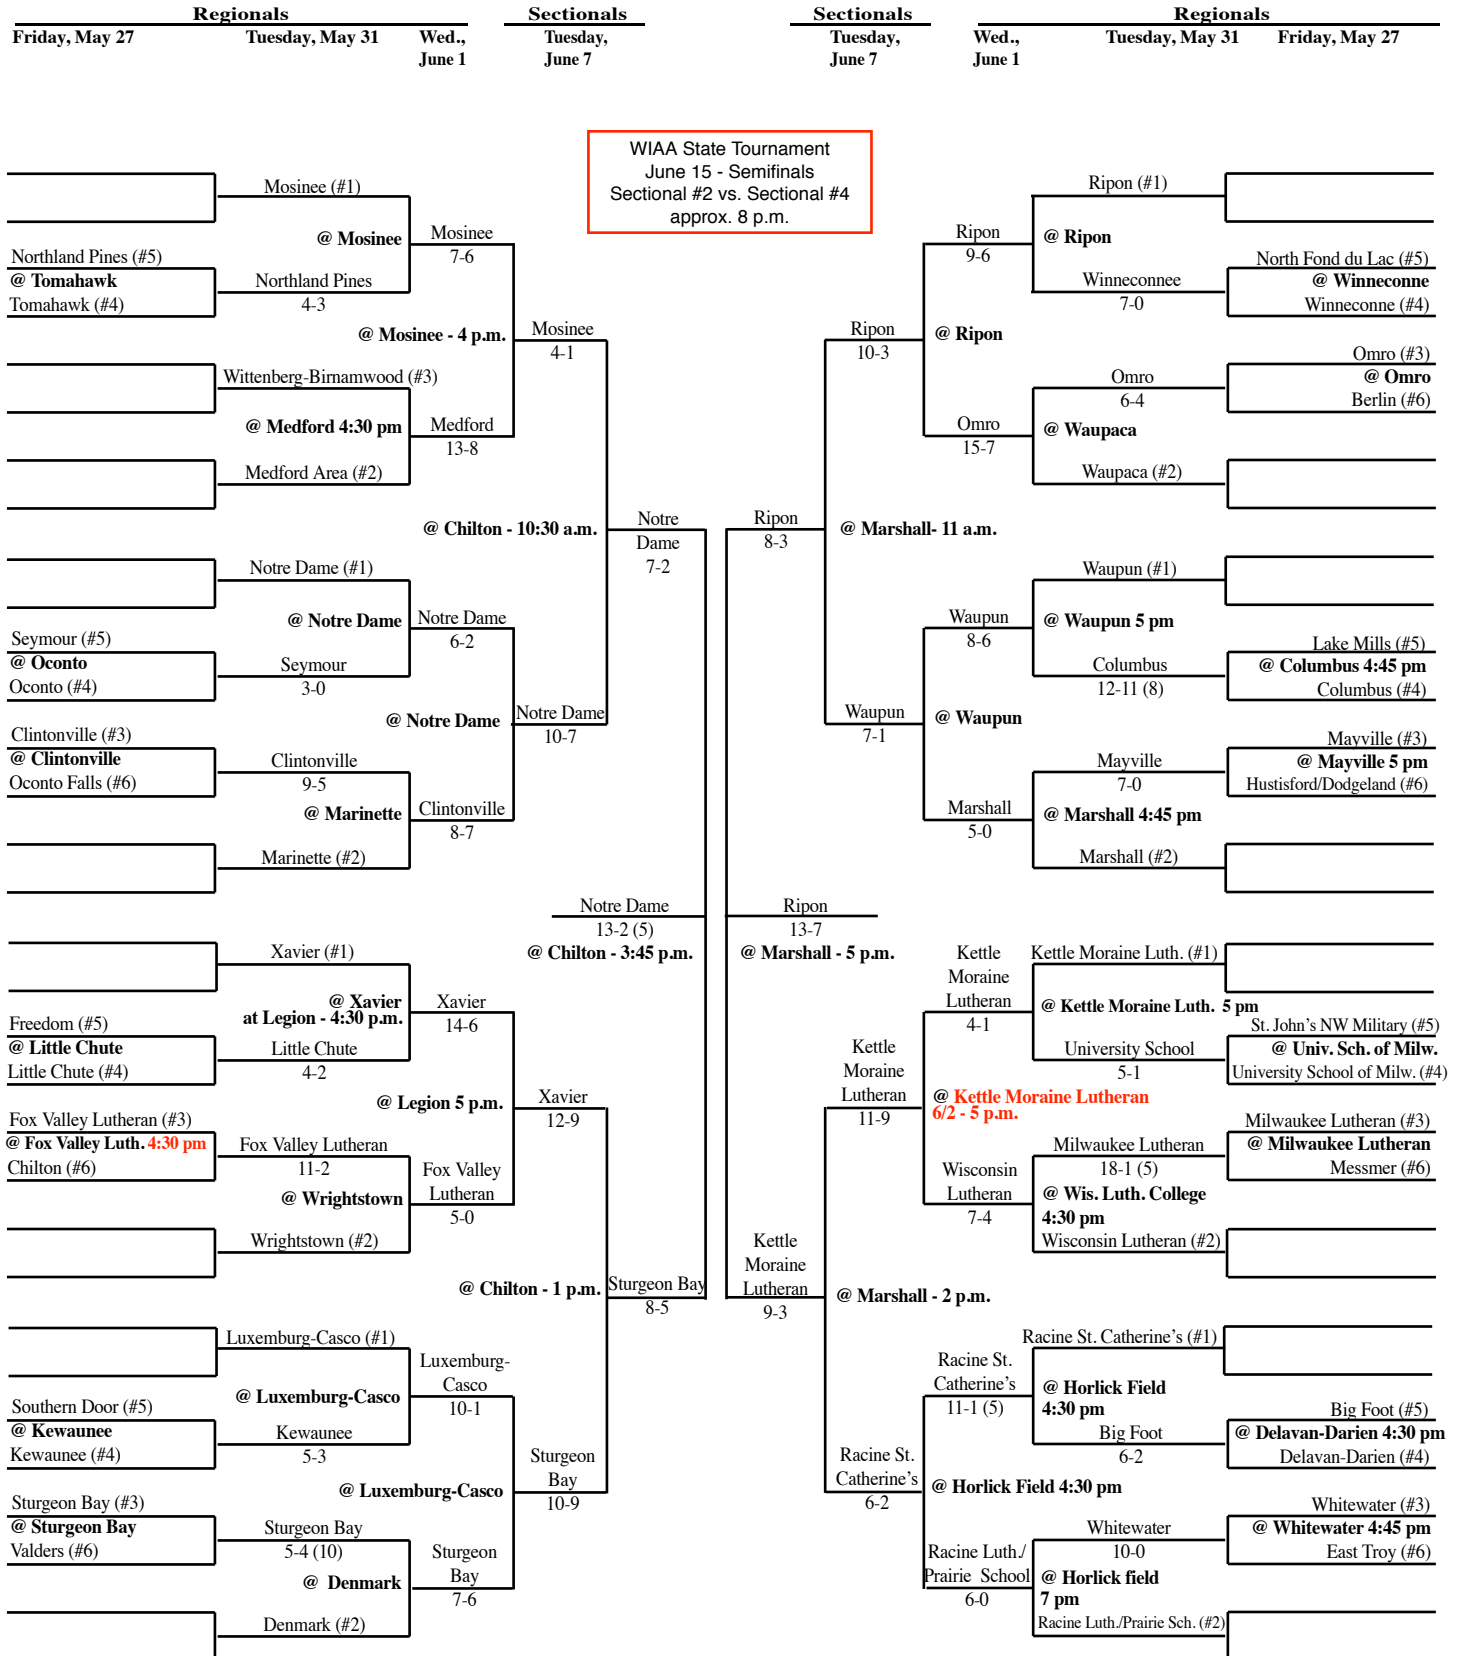 Regionals
Sectionals
Sectionals
Regionals
Friday, May 27
Tuesday, May 31
Wed.,
June 1
Tuesday,
June 7
Tuesday,
June 7
Wed.,
June 1
Tuesday, May 31
Friday, May 27
WIAA State Tournament
June 15 - Semifinals
Sectional #2 vs. Sectional #4
approx. 8 p.m.
Mosinee (#1)
@ Mosinee
Mosinee
7-6
Northland Pines (#5)
@ Tomahawk
Tomahawk (#4)
Northland Pines
4-3
@ Mosinee - 4 p.m.
Mosinee
4-1
Wittenberg-Birnamwood (#3)
@ Medford 4:30 pm
Medford
13-8
Medford Area (#2)
@ Chilton - 10:30 a.m.
Notre
Dame
7-2
Notre Dame (#1)
@ Notre Dame
Notre Dame
6-2
Seymour (#5)
@ Oconto
Oconto (#4)
Seymour
3-0
@ Notre Dame
Notre Dame
10-7
Clintonville (#3)
@ Clintonville
Oconto Falls (#6)
Clintonville
9-5
@ Marinette
Clintonville
8-7
Marinette (#2)
Notre Dame
13-2 (5)
@ Chilton - 3:45 p.m.
Xavier (#1)
@ Xavier
at Legion - 4:30 p.m.
Xavier
14-6
Freedom (#5)
@ Little Chute
Little Chute (#4)
Little Chute
4-2
@ Legion 5 p.m.
Xavier
12-9
Fox Valley Lutheran (#3)
@ Fox Valley Luth. 4:30 pm
Chilton (#6)
Fox Valley Lutheran
11-2
@ Wrightstown
Fox Valley
Lutheran
5-0
Wrightstown (#2)
@ Chilton - 1 p.m.
Sturgeon Bay
8-5
Luxemburg-Casco (#1)
@ Luxemburg-Casco
Luxemburg-
Casco
10-1
Southern Door (#5)
@ Kewaunee
Kewaunee (#4)
Kewaunee
5-3
@ Luxemburg-Casco
Sturgeon
Bay
10-9
Sturgeon Bay (#3)
@ Sturgeon Bay
Valders (#6)
Sturgeon Bay
5-4 (10)
@ Denmark
Sturgeon
Bay
7-6
Denmark (#2)
Ripon (#1)
Ripon
9-6
@ Ripon
North Fond du Lac (#5)
@ Winneconne
Winneconne (#4)
Winneconnee
7-0
Ripon
10-3
@ Ripon
Omro (#3)
@ Omro
Berlin (#6)
Omro
6-4
Omro
15-7
@ Waupaca
Waupaca (#2)
Ripon
8-3
@ Marshall- 11 a.m.
Waupun (#1)
Waupun
8-6
@ Waupun 5 pm
Lake Mills (#5)
@ Columbus 4:45 pm
Columbus (#4)
Columbus
12-11 (8)
Waupun
7-1
@ Waupun
Mayville (#3)
@ Mayville 5 pm
Hustisford/Dodgeland (#6)
Mayville
7-0
Marshall
5-0
@ Marshall 4:45 pm
Marshall (#2)
Ripon
13-7
@ Marshall - 5 p.m.
Kettle
Moraine
Lutheran
4-1
Kettle Moraine Luth. (#1)
@ Kettle Moraine Luth. 5 pm
St. John's NW Military (#5)
@ Univ. Sch. of Milw.
University School of Milw. (#4)
University School
5-1
Kettle
Moraine
Lutheran
11-9
@ Kettle Moraine Lutheran
6/2 - 5 p.m.
Milwaukee Lutheran (#3)
@ Milwaukee Lutheran
Messmer (#6)
Milwaukee Lutheran
18-1 (5)
Wisconsin
Lutheran
7-4
@ Wis. Luth. College
4:30 pm
Wisconsin Lutheran (#2)
Kettle
Moraine
Lutheran
9-3
@ Marshall - 2 p.m.
Racine St. Catherine's (#1)
Racine St.
Catherine's
11-1 (5)
@ Horlick Field
4:30 pm
Big Foot (#5)
@ Delavan-Darien 4:30 pm
Delavan-Darien (#4)
Big Foot
6-2
Racine St.
Catherine's
6-2
@ Horlick Field 4:30 pm
Whitewater (#3)
@ Whitewater 4:45 pm
East Troy (#6)
Whitewater
10-0
Racine Luth./
Prairie School
6-0
@ Horlick field
7 pm
Racine Luth./Prairie Sch. (#2)